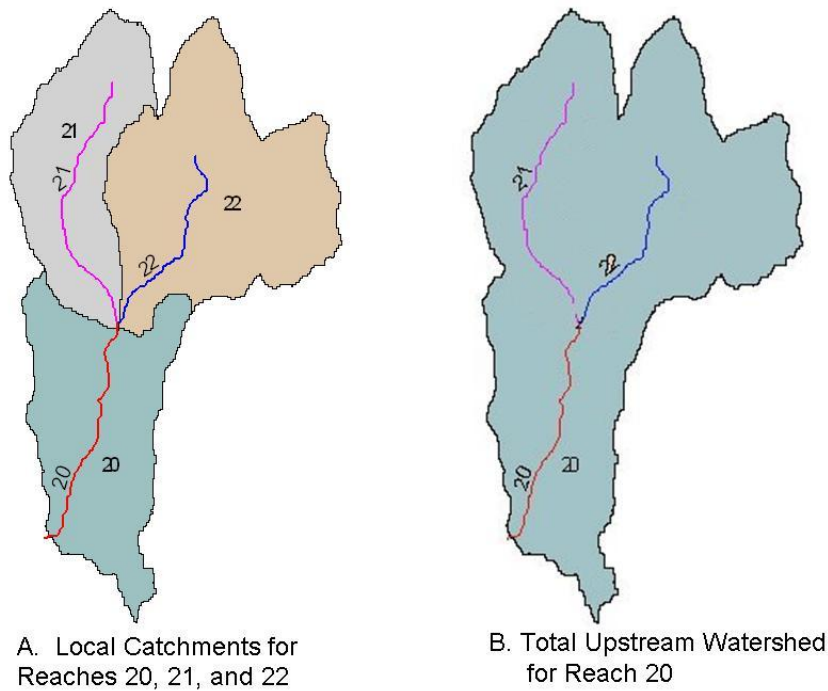 21
21
22
22
20
20
A. Local Catchments for
Reaches 20, 21, and 22
21
22
20
20
B. Total Upstream Watershed
for Reach 20